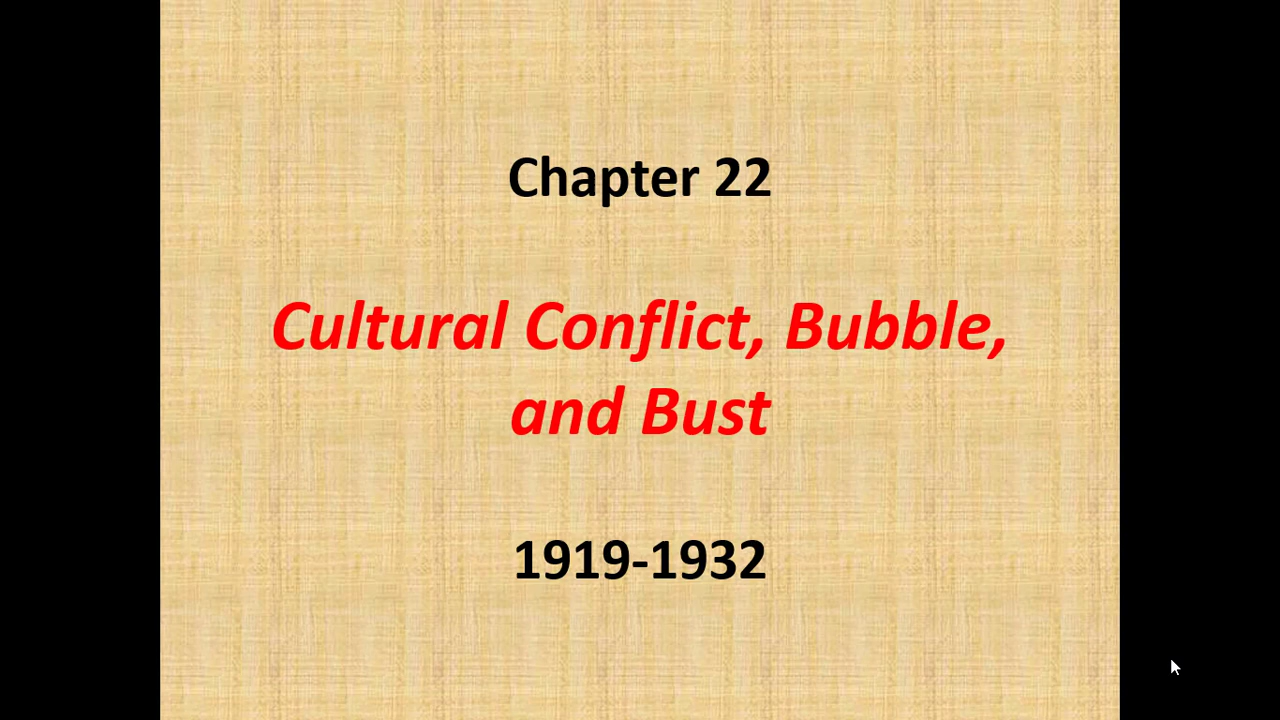 Chapter 22
Cultural Conflict, Bubble,
and Bust
1919-1932